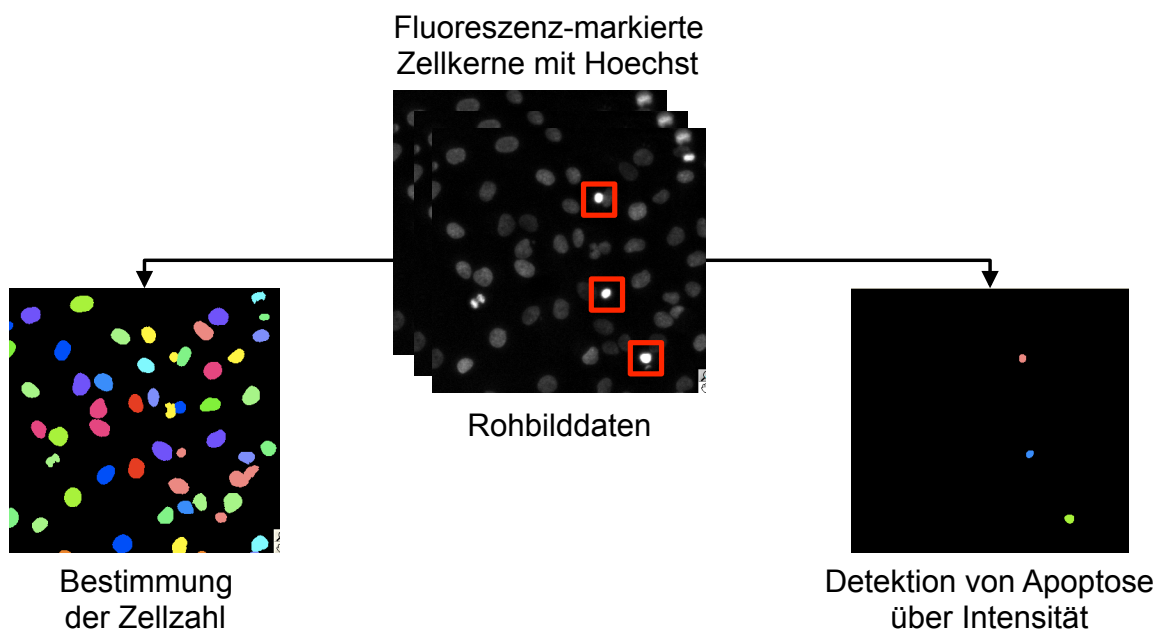 Fluoreszenz-markierte
Zellkerne mit Hoechst
Rohbilddaten
Bestimmung
der Zellzahl
Detektion von Apoptose
über Intensität